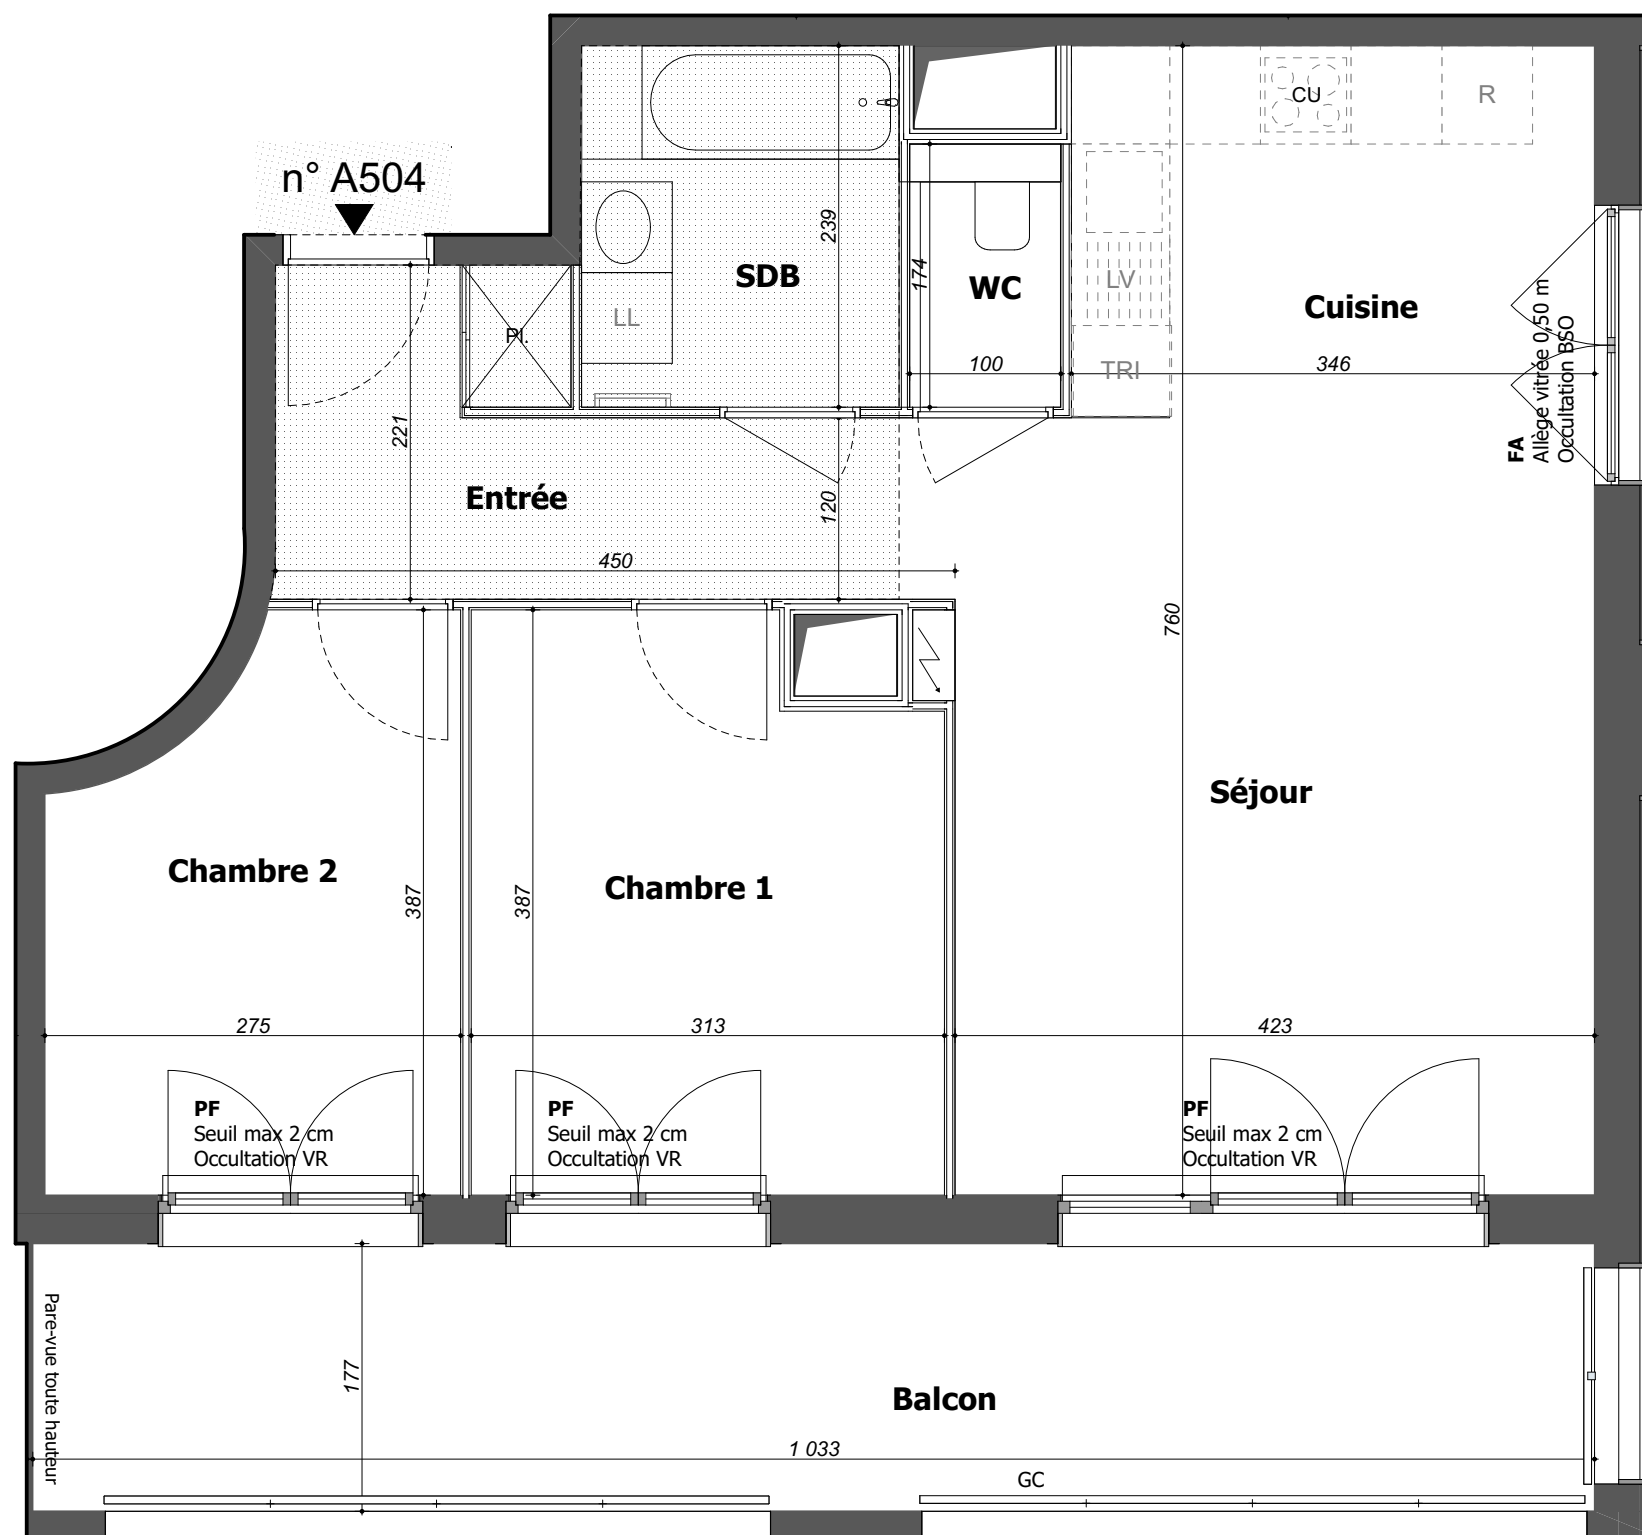 n° A504
CU
R
239
SDB
174
WC
LV
Cuisine
LL
Pl.
100
TRI
346
FA
Allège vitrée 0,50 m
Occultation BSO
221
Entrée
120
450
760
Séjour
Chambre 2
387
387
Chambre 1
275
313
423
PF
Seuil max 2 cm
Occultation VR
PF
Seuil max 2 cm
Occultation VR
PF
Seuil max 2 cm
Occultation VR
Pare-vue toute hauteur
177
Balcon
1 033
GC